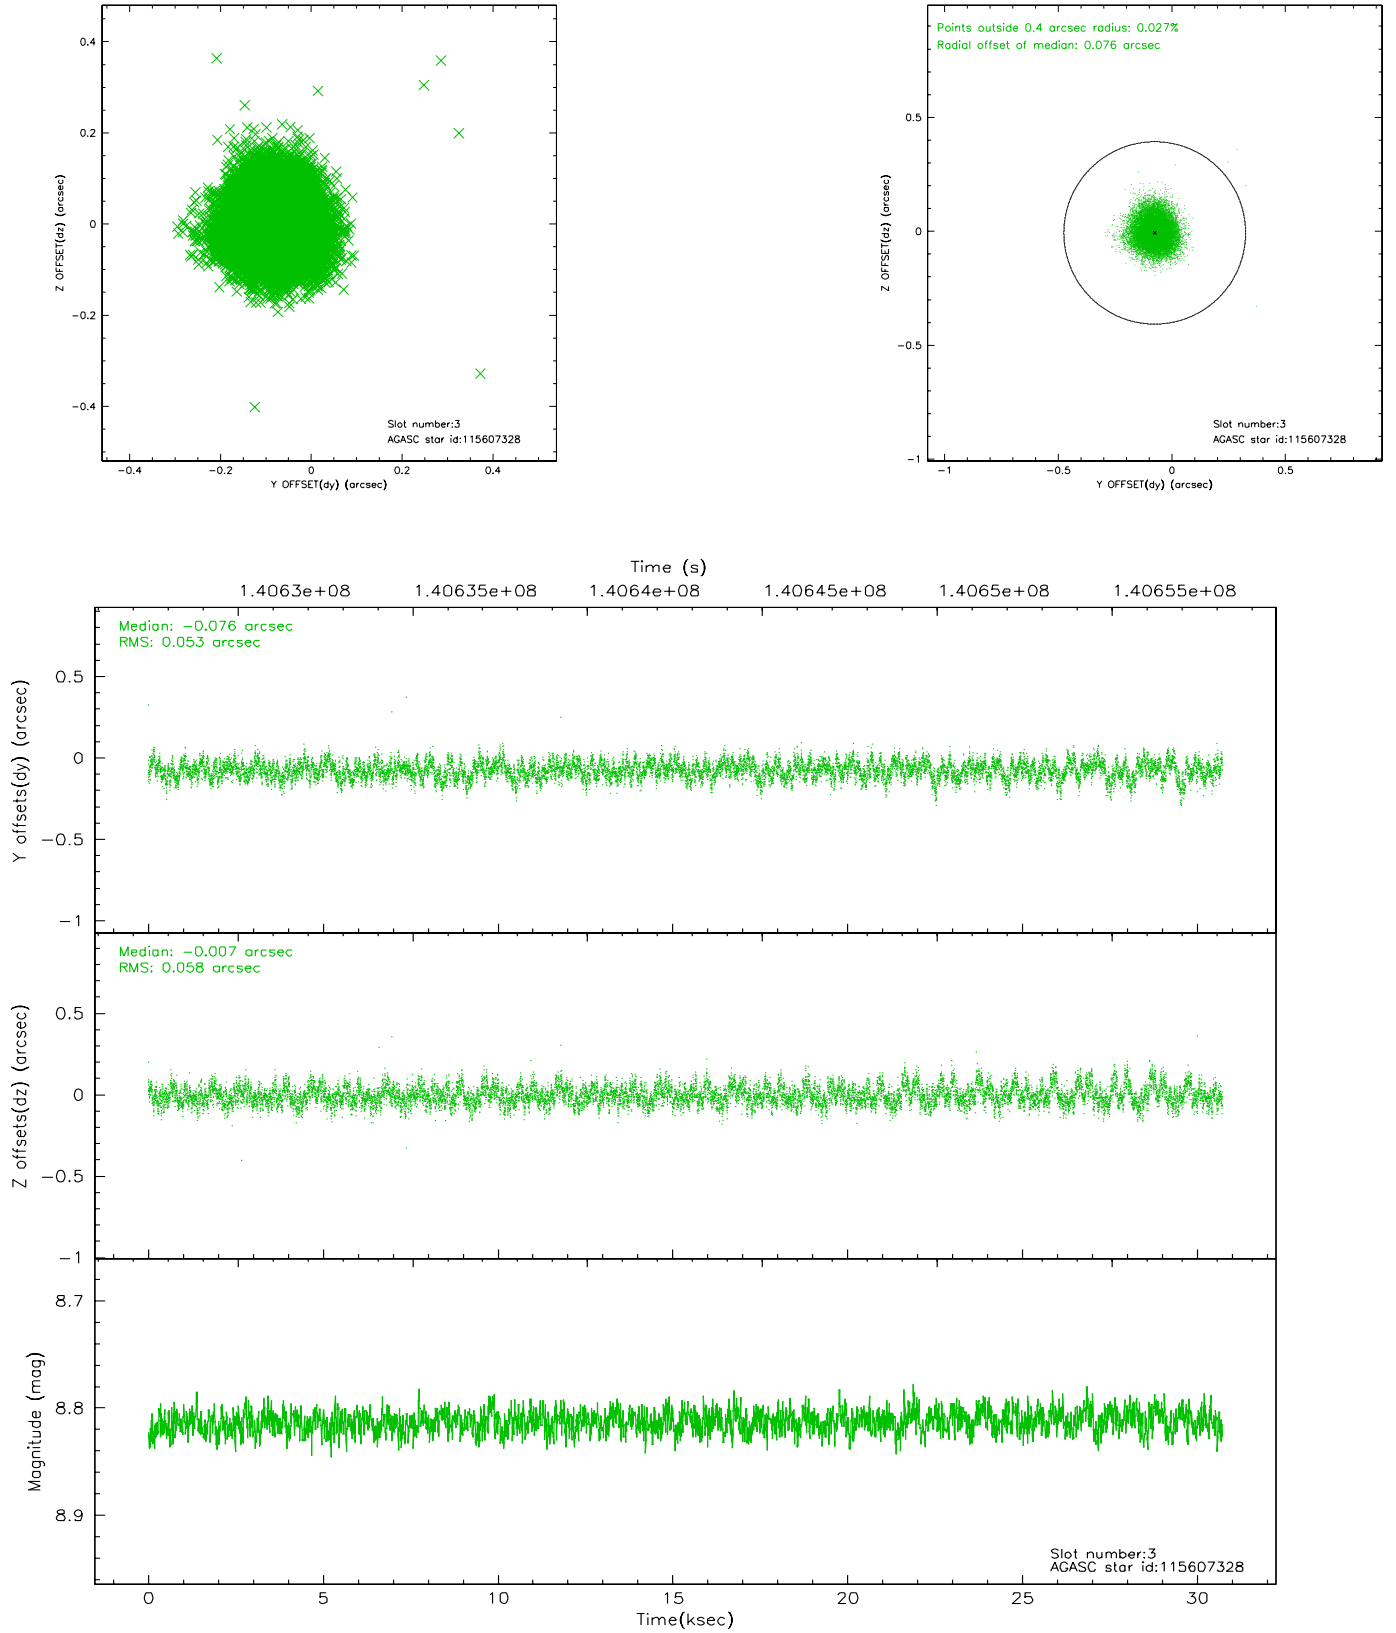 0.4
0.2
0
-0.2
-0.4
Z OFFSET(dz) (arcsec)
Slot number:3
AGASC star id:115607328
-0.4 -0.2 0 0.2 0.4
Y OFFSET(dy) (arcsec)
Points outside 0.4 arcsec radius: 0.027%
Radial offset of median: 0.076 arcsec
0.5
0
-0.5
-1
Z OFFSET(dz) (arcsec)
Slot number:3
AGASC star id:115607328
-1 -0.5 0 0.5
Y OFFSET(dy) (arcsec)
Time (s)
1.4063e+08 1.40635e+08 1.4064e+08 1.40645e+08 1.4065e+08 1.40655e+08
Median: -0.076 arcsec
RMS: 0.053 arcsec
0.5
0
-0.5
-1
Y offsets(dy) (arcsec)
Median: -0.007 arcsec
RMS: 0.058 arcsec
0.5
0
-0.5
-1
Z offsets(dz) (arcsec)
8.7
8.8
8.9
Magnitude (mag)
Slot number:3
AGASC star id:115607328
0 5 10 15 20 25 30
Time(ksec)